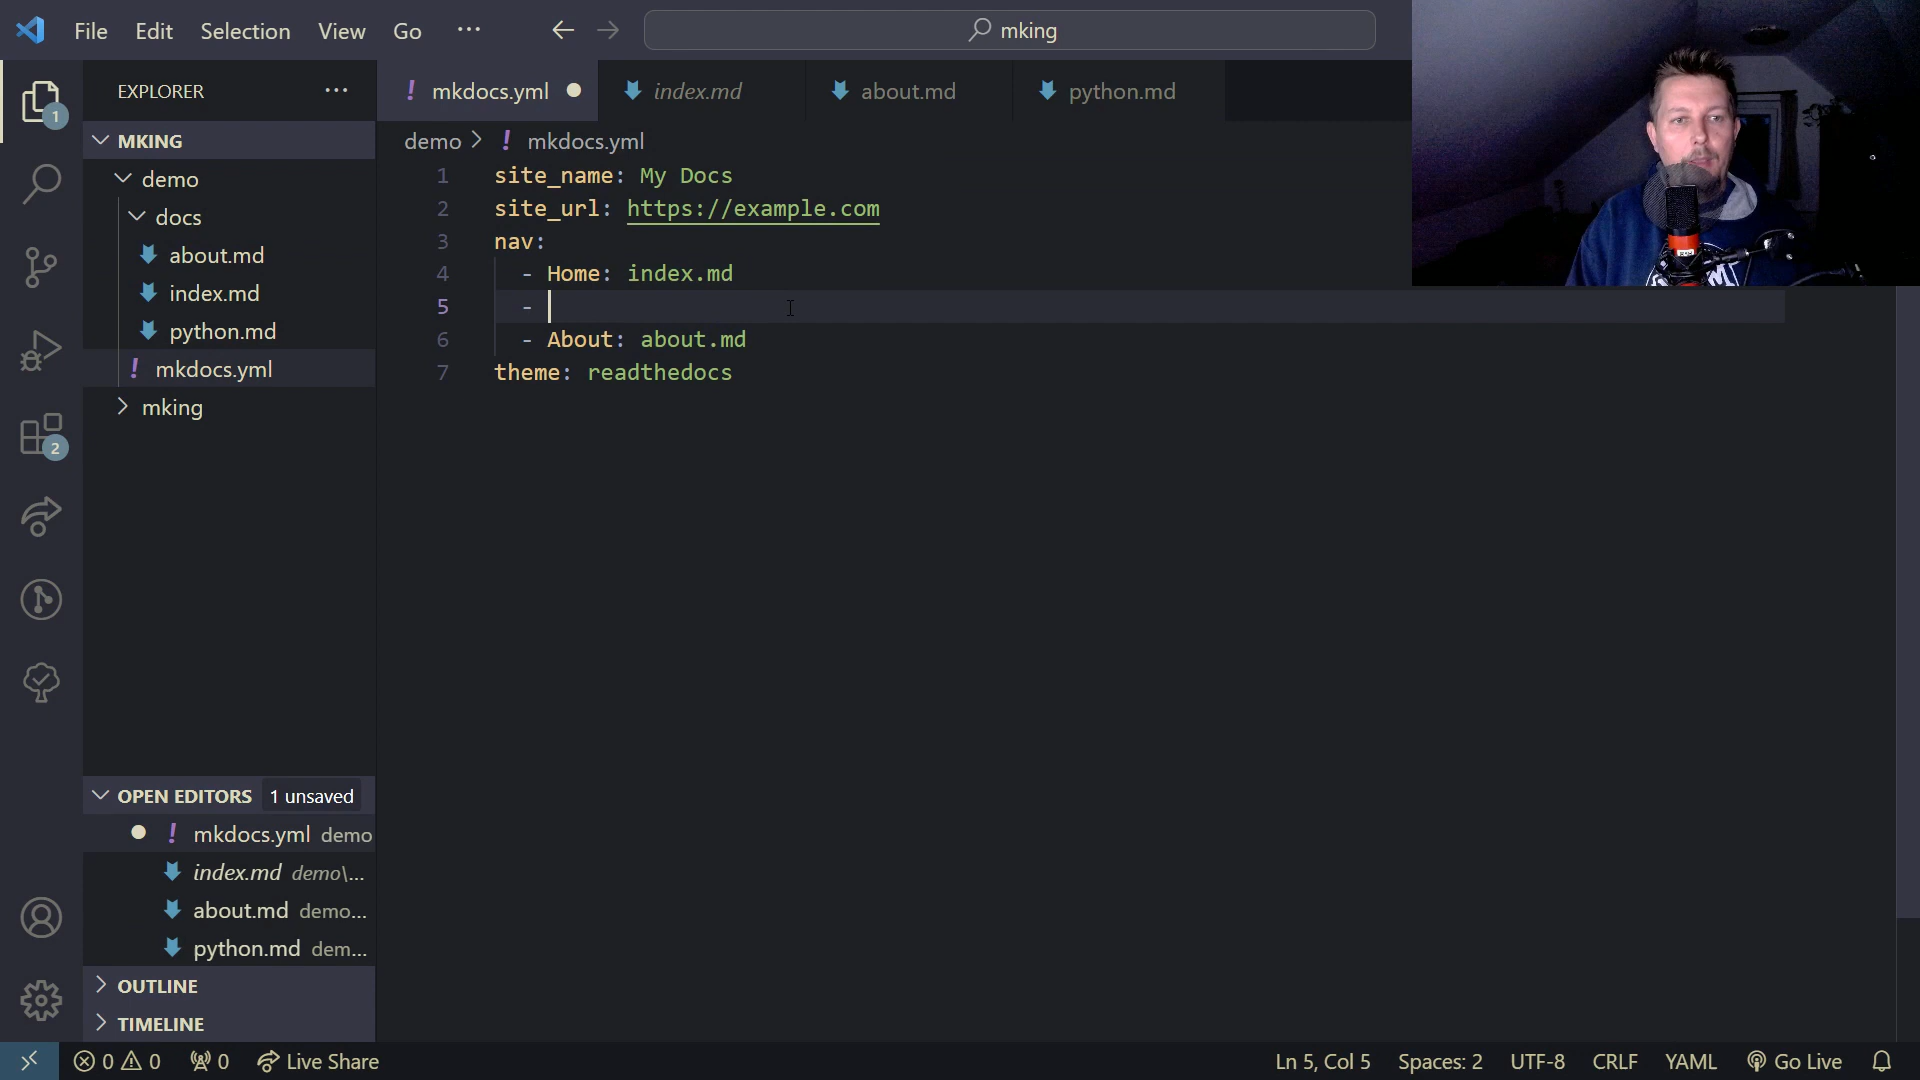 File Edit Selection View Go ···
mking
EXPLORER ···
mkdocs.yml
index.md
about.md
python.md
1
MKING
demo
docs
about.md
index.md
python.md
mkdocs.yml
mking
2
demo > ! mkdocs.yml
1 site_name: My Docs
2 site_url: https://example.com
3 nav:
4 - Home: index.md
5 -
6 - About: about.md
7 theme: readthedocs
OPEN EDITORS 1 unsaved
! mkdocs.yml demo
index.md demo\...
about.md demo...
python.md dem...
OUTLINE
TIMELINE
0 0 0 Live Share
Ln 5, Col 5 Spaces: 2 UTF-8 CRLF YAML Go Live